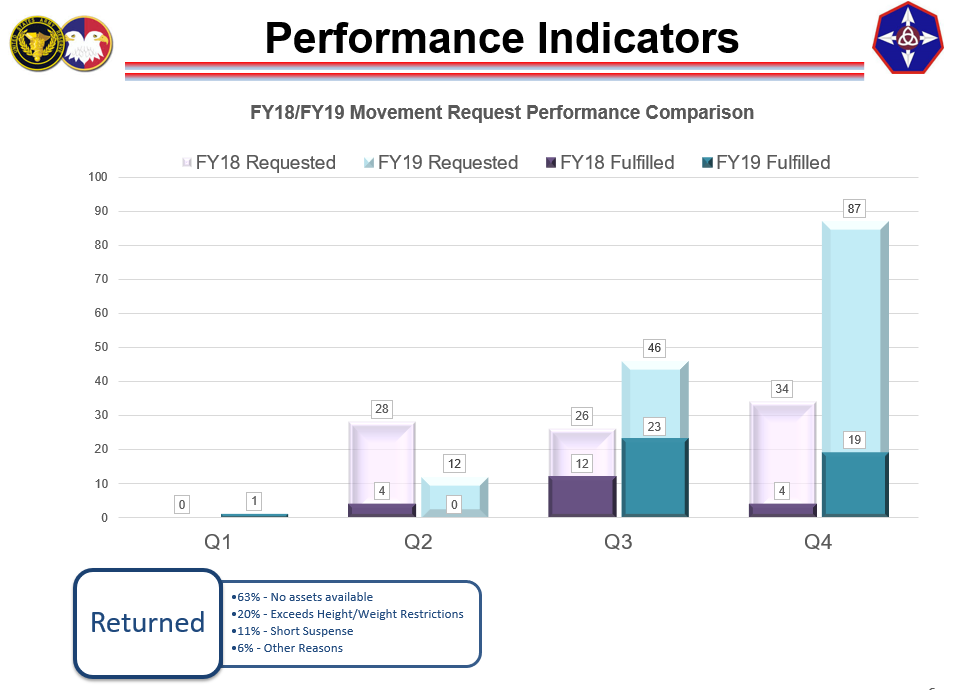 Performance Indicators
FY18/FY19 Movement Request Performance Comparison
FY18 Requested FY19 Requested FY18 Fulfilled FY19 Fulfilled
100
90
80
70
60
50
40
30
20
10
0
0
1
28
4
12
0
26
12
46
23
34
4
87
19
Q1 Q2 Q3 Q4
Returned
•63% - No assets available
•20% - Exceeds Height/Weight Restrictions
•11% - Short Suspense
•6% - Other Reasons